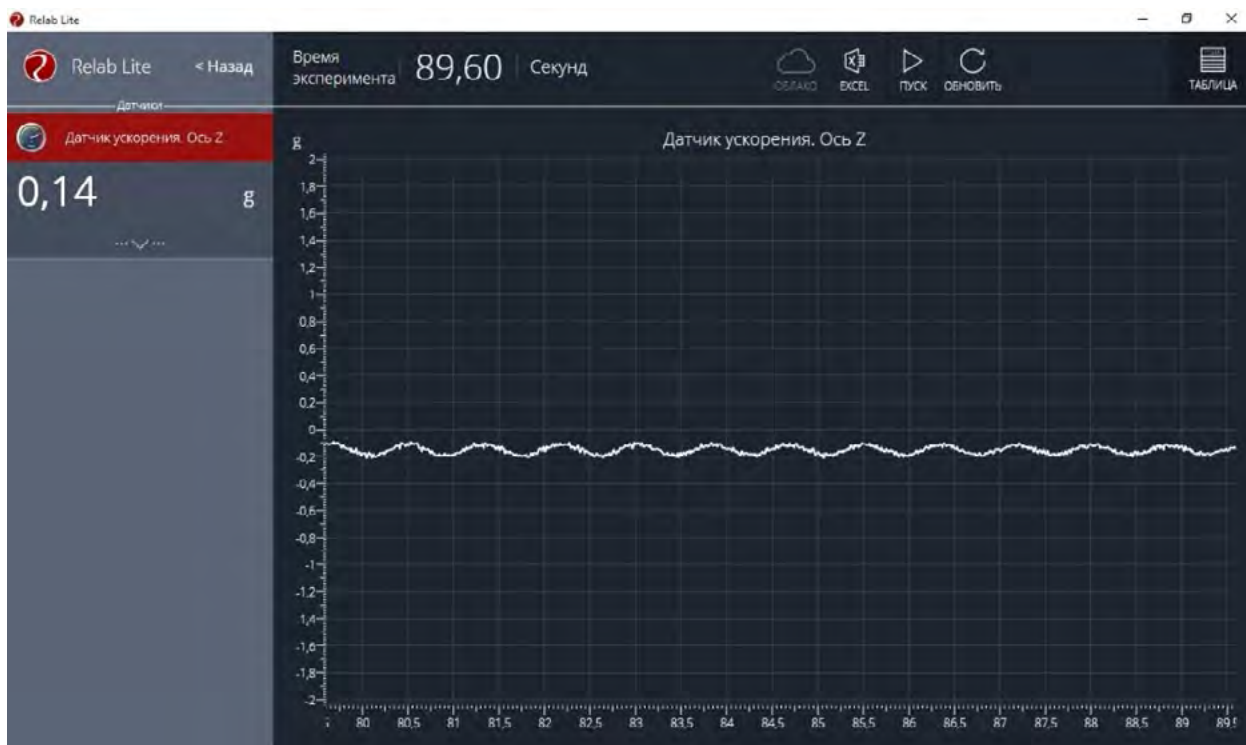 Relab Lite
Relab Lite < Назад
Датчики
Датчик ускорения. Ось Z
0,14 g
Время эксперимента 89,60 Секунд
ОБЛАКО EXCEL ПУСК ОБНОВИТЬ ТАБЛИЦА
g
Датчик ускорения. Ось Z
2
1,8
1,6
1,4
1,2
1
0,8
0,6
0,4
0,2
0
-0,2
-0,4
-0,6
-0,8
-1
-1,2
-1,4
-1,6
-1,8
-2
80 80,5 81 81,5 82 82,5 83 83,5 84 84,5 85 85,5 86 86,5 87 87,5 88 88,5 89